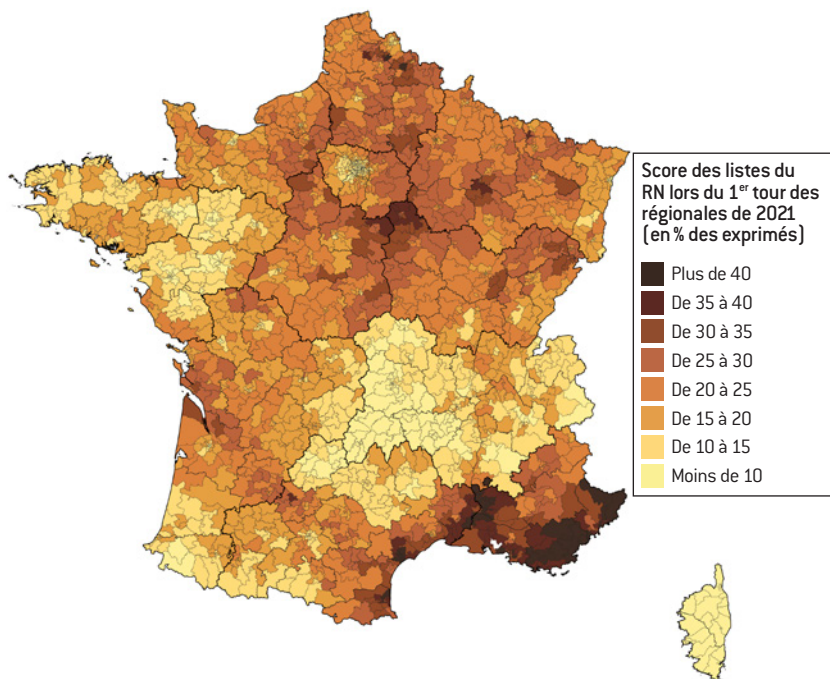 Score des listes du
RN lors du 1er tour des
régionales de 2021
(en % des exprimés)
Plus de 40
De 35 à 40
De 30 à 35
De 25 à 30
De 20 à 25
De 15 à 20
De 10 à 15
Moins de 10